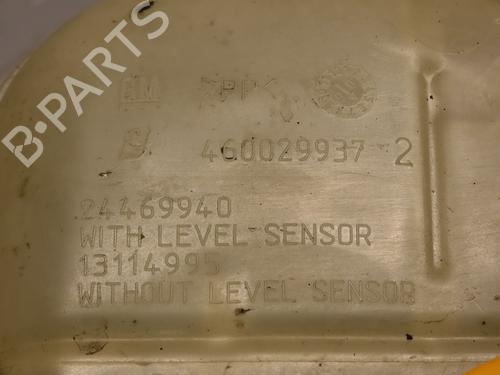 B-PARTS
GM >PP<
460029937 2
24469940
WITH LEVEL SENSOR
13114995
WITHOUT LEVEL SENSOR